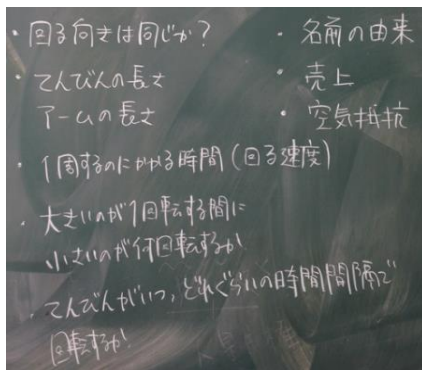 ・回る向きは同じか？
・てんびんの長さ
アームの長さ
・1周するのにかかる時間(回る速度)
・大きいのが1回転する間に
小さいのが何回転するか
・てんびんがいつ，どれぐらいの時間間隔で
回転するか!
・名前の由来
・売上
・空気抵抗